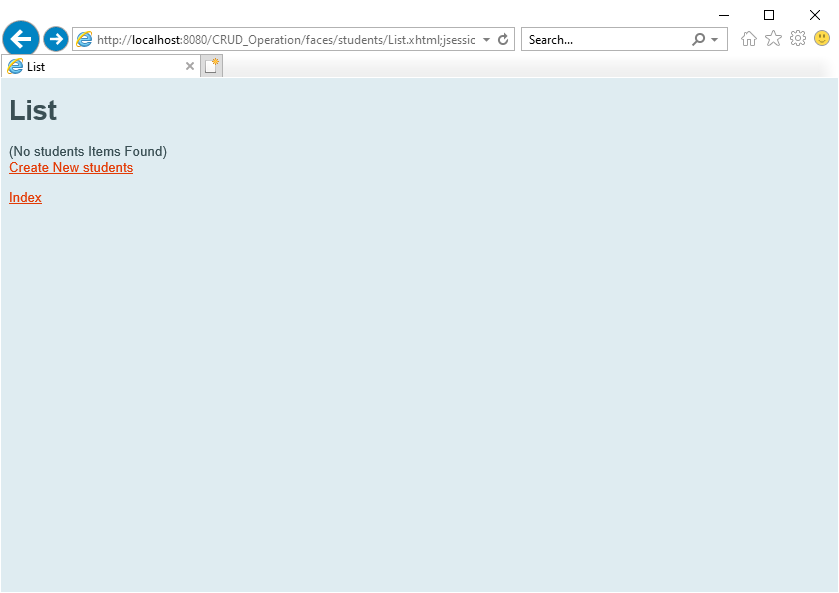 http://localhost:8080/CRUD_Operation/faces/students/List.xhtml;jsessic
Search...
List
List
(No students Items Found)
Create New students
Index